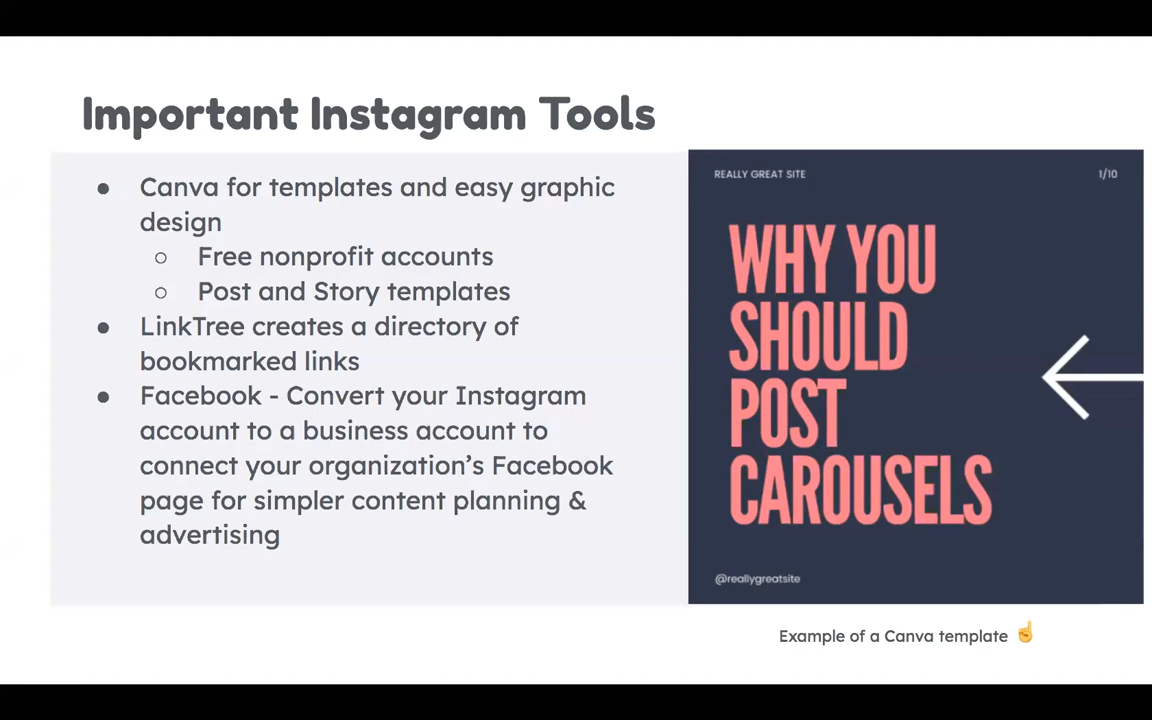 Important Instagram Tools
● Canva for templates and easy graphic
design
○ Free nonprofit accounts
○ Post and Story templates
● LinkTree creates a directory of
bookmarked links
● Facebook - Convert your Instagram
account to a business account to
connect your organization’s Facebook
page for simpler content planning &
advertising
REALLY GREAT SITE
1/10
WHY YOU
SHOULD
POST
CAROUSELS
@reallygreatsite
Example of a Canva template ☝